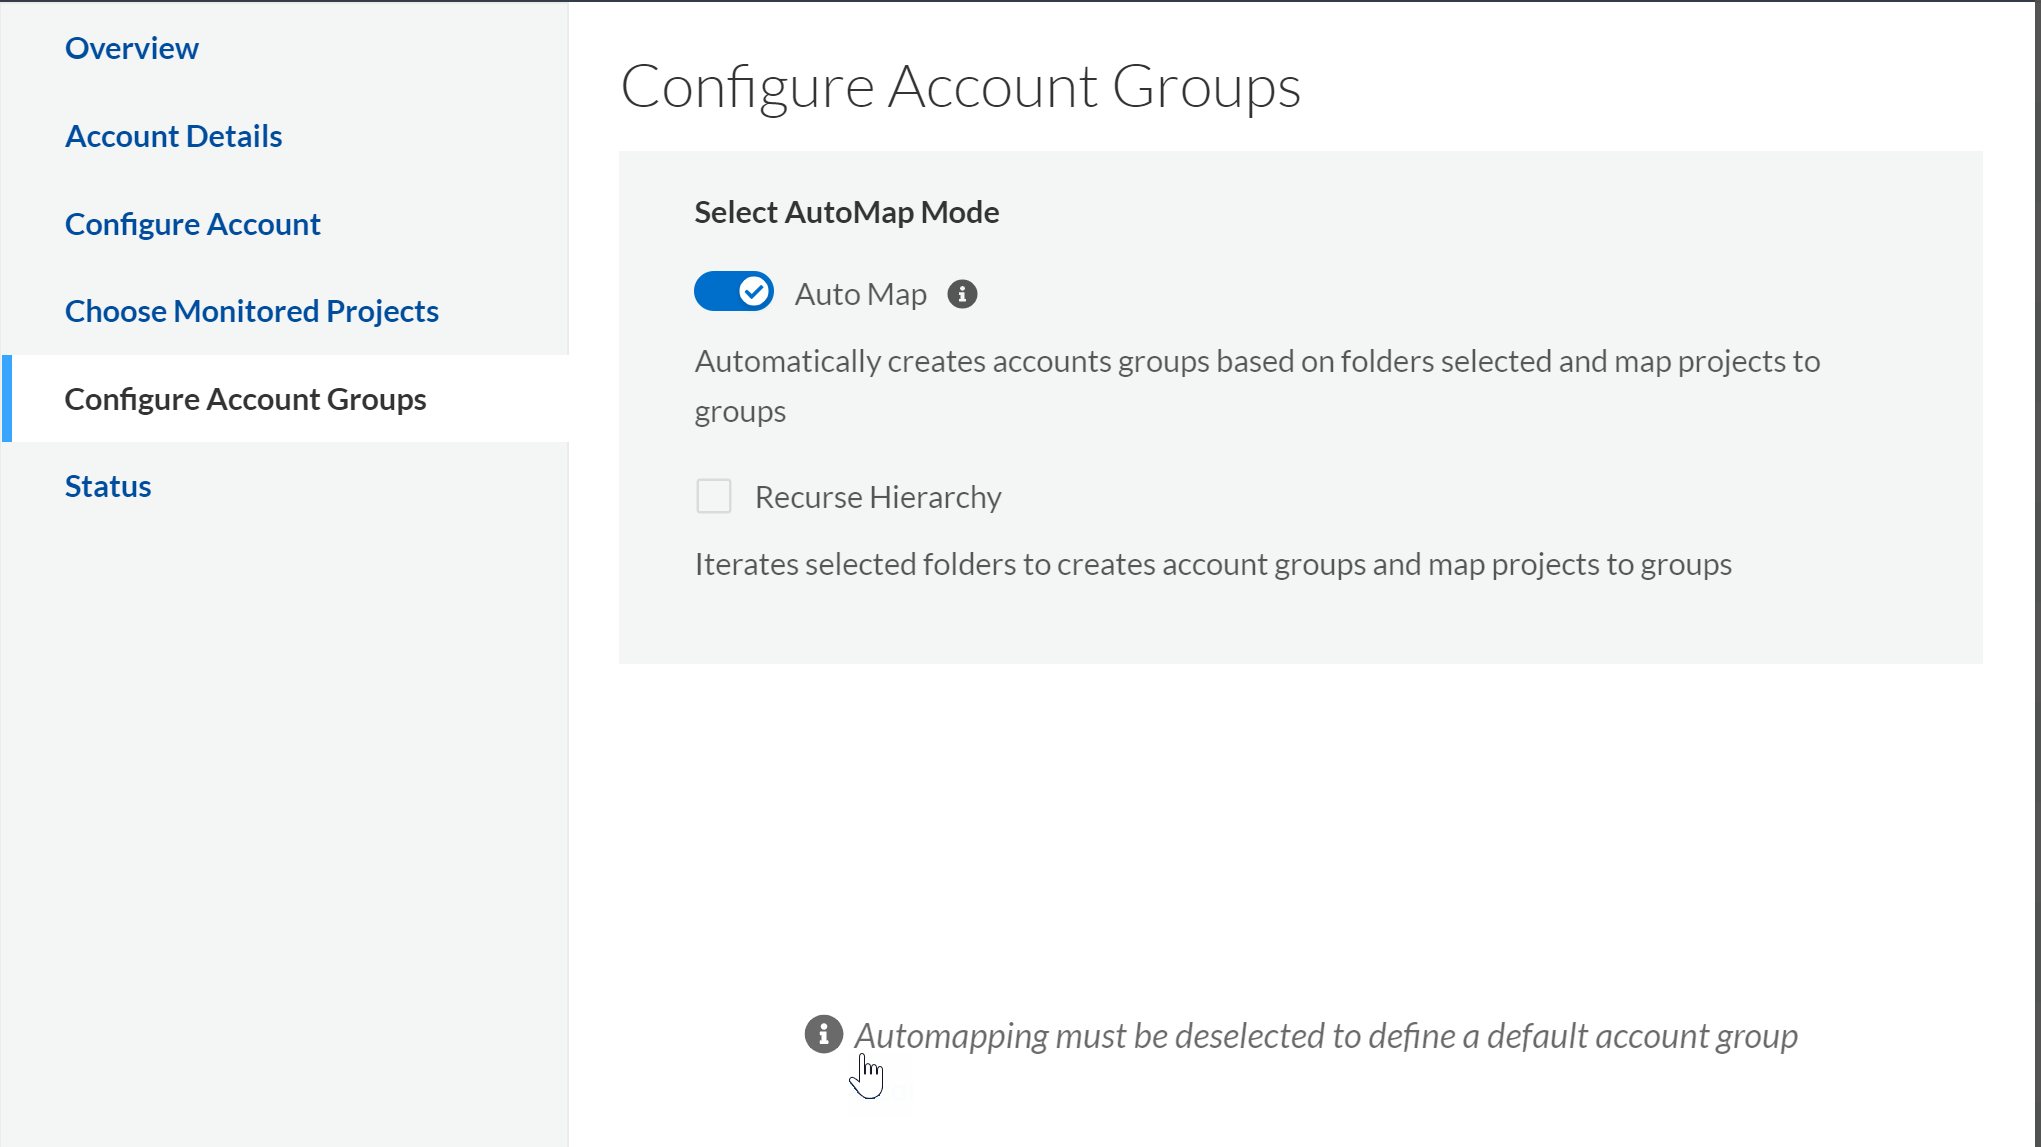 Overview
Account Details
Configure Account
Choose Monitored Projects
Configure Account Groups
Status
Configure Account Groups
Select AutoMap Mode
Auto Map
Automatically creates accounts groups based on folders selected and map projects to
groups
Recurse Hierarchy
Iterates selected folders to creates account groups and map projects to groups
Automapping must be deselected to define a default account group